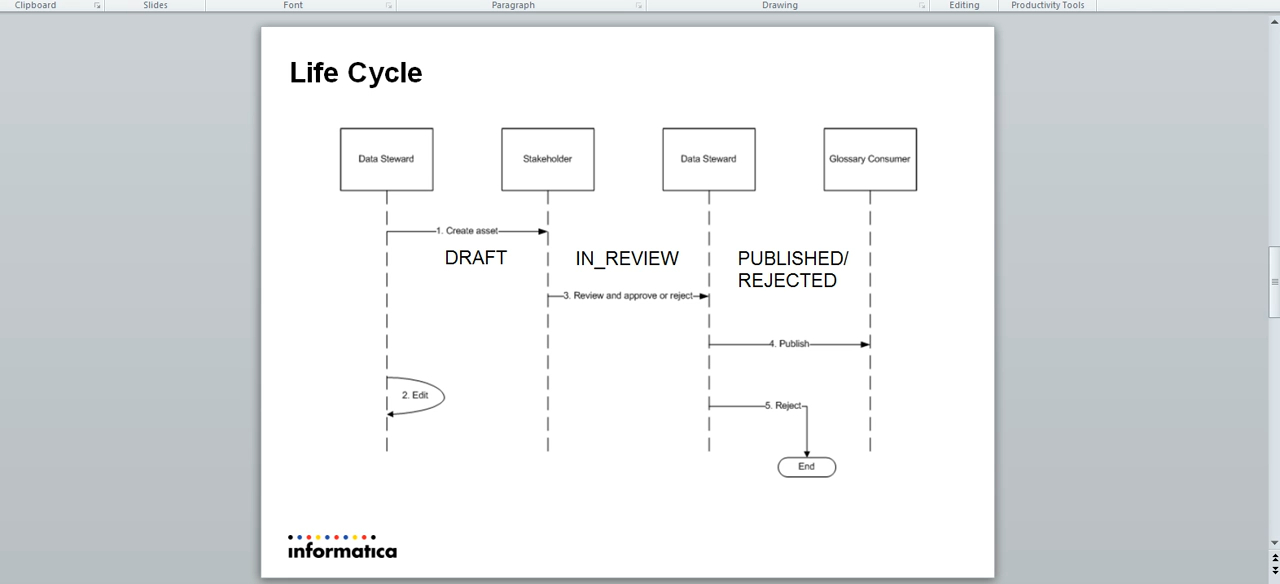 Clipboard Slides Font Paragraph Drawing Editing Productivity Tools
Life Cycle
Data Steward Stakeholder Data Steward Glossary Consumer
1. Create asset
DRAFT IN_REVIEW PUBLISHED/
REJECTED
3. Review and approve or reject
4. Publish
2. Edit
5. Reject
End
informatica